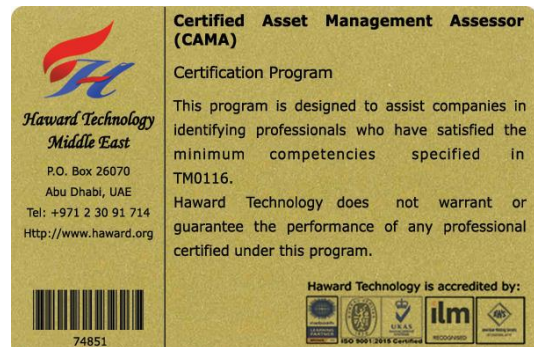 Haward Technology
Middle East
P.O. Box 26070
Abu Dhabi, UAE
Tel: +971 2 30 91 714
Http://www.haward.org
74851
Certified Asset Management Assessor
(CAMA)
Certification Program
This program is designed to assist companies in
identifying professionals who have satisfied the
minimum competencies specified in
TM0116.
Haward Technology does not warrant or
guarantee the performance of any professional
certified under this program.
Haward Technology is accredited by:
UKAS
ISO 9001:2015 Certified
ilm
RECOGNISED